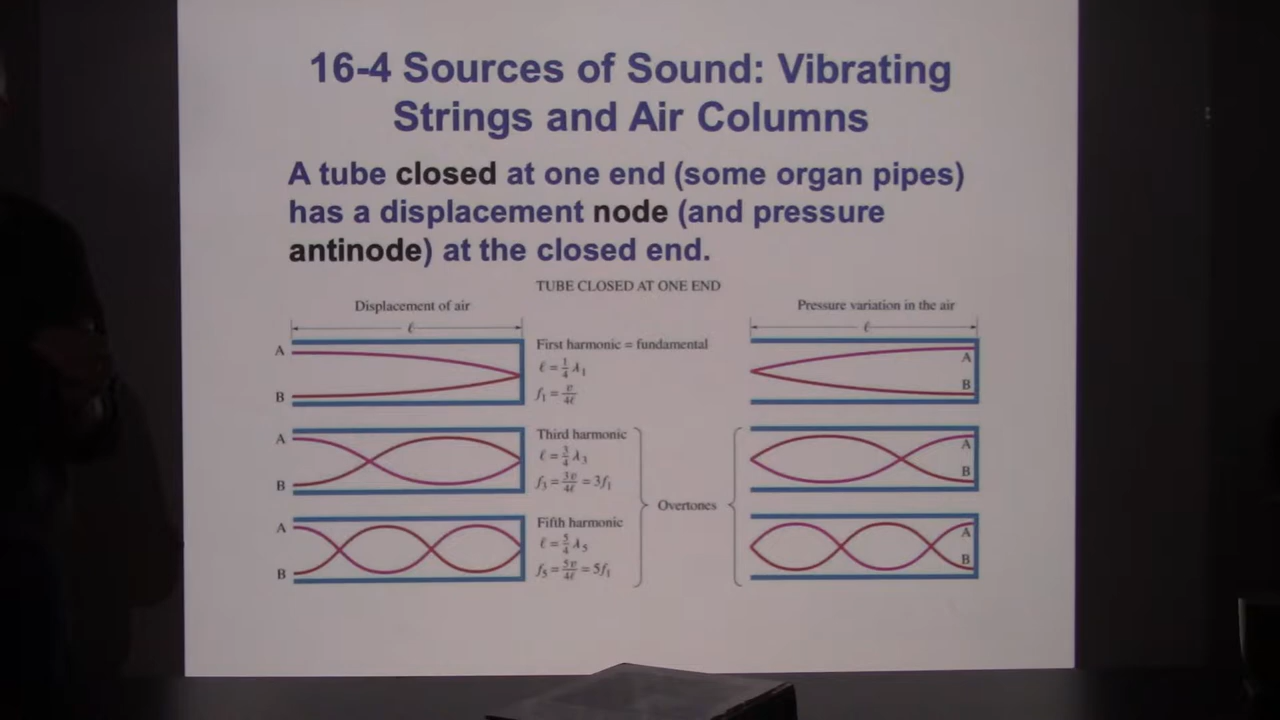 16-4 Sources of Sound: Vibrating
Strings and Air Columns
A tube closed at one end (some organ pipes)
has a displacement node (and pressure
antinode) at the closed end.
TUBE CLOSED AT ONE END
Displacement of air
Pressure variation in the air
ℓ
ℓ
A
B
First harmonic = fundamental
ℓ = 1/4 λ₁
f₁ = v/4ℓ
A
B
A
B
Third harmonic
ℓ = 3/4 λ₃
f₃ = 3v/4ℓ = 3f₁
A
B
Overtones
A
B
Fifth harmonic
ℓ = 5/4 λ₅
f₅ = 5v/4ℓ = 5f₁
A
B